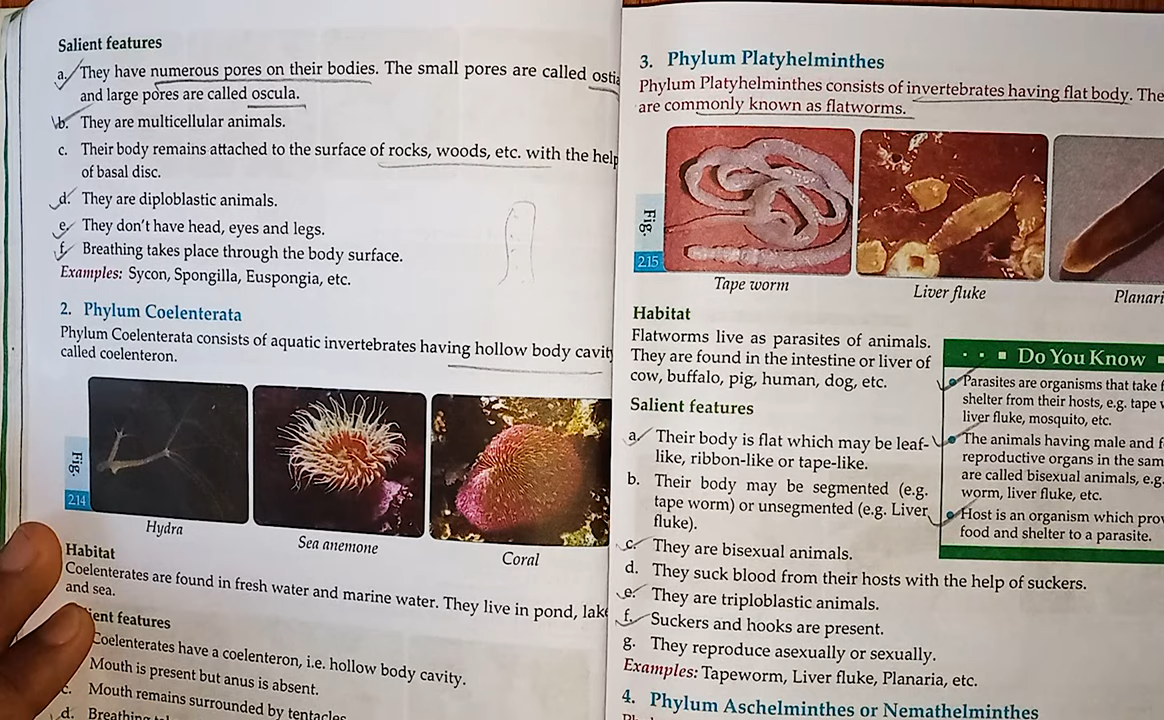 Salient features
a. They have numerous pores on their bodies. The small pores are called ostia
and large pores are called oscula.
b. They are multicellular animals.
c. Their body remains attached to the surface of rocks, woods, etc. with the help
of basal disc.
d. They are diploblastic animals.
e. They don't have head, eyes and legs.
f. Breathing takes place through the body surface.
Examples: Sycon, Spongilla, Euspongia, etc.
2. Phylum Coelenterata
Phylum Coelenterata consists of aquatic invertebrates having hollow body cavity
called coelenteron.
Fig.
2.14
Hydra
Sea anemone
Coral
Habitat
Coelenterates are found in fresh water and marine water. They live in pond, lake
and sea.
ient features
Coelenterates have a coelenteron, i.e. hollow body cavity.
Mouth is present but anus is absent.
c. Mouth remains surrounded by tentacles
d. Breathing
3. Phylum Platyhelminthes
Phylum Platyhelminthes consists of invertebrates having flat body. The
are commonly known as flatworms.
Fig.
2.15
Tape worm
Liver fluke
Planari
Habitat
Flatworms live as parasites of animals.
They are found in the intestine or liver of
cow, buffalo, pig, human, dog, etc.
Salient features
a. Their body is flat which may be leaf-
like, ribbon-like or tape-like.
b. Their body may be segmented (e.g.
tape worm) or unsegmented (e.g. Liver
fluke).
c. They are bisexual animals.
d. They suck blood from their hosts with the help of suckers.
e. They are triploblastic animals.
f. Suckers and hooks are present.
g. They reproduce asexually or sexually.
Examples: Tapeworm, Liver fluke, Planaria, etc.
Do You Know
Parasites are organisms that take f
shelter from their hosts, e.g. tape w
liver fluke, mosquito, etc.
The animals having male and f
reproductive organs in the sam
are called bisexual animals, e.g.
worm, liver fluke, etc.
Host is an organism which prov
food and shelter to a parasite.
4. Phylum Aschelminthes or Nemathelminthes